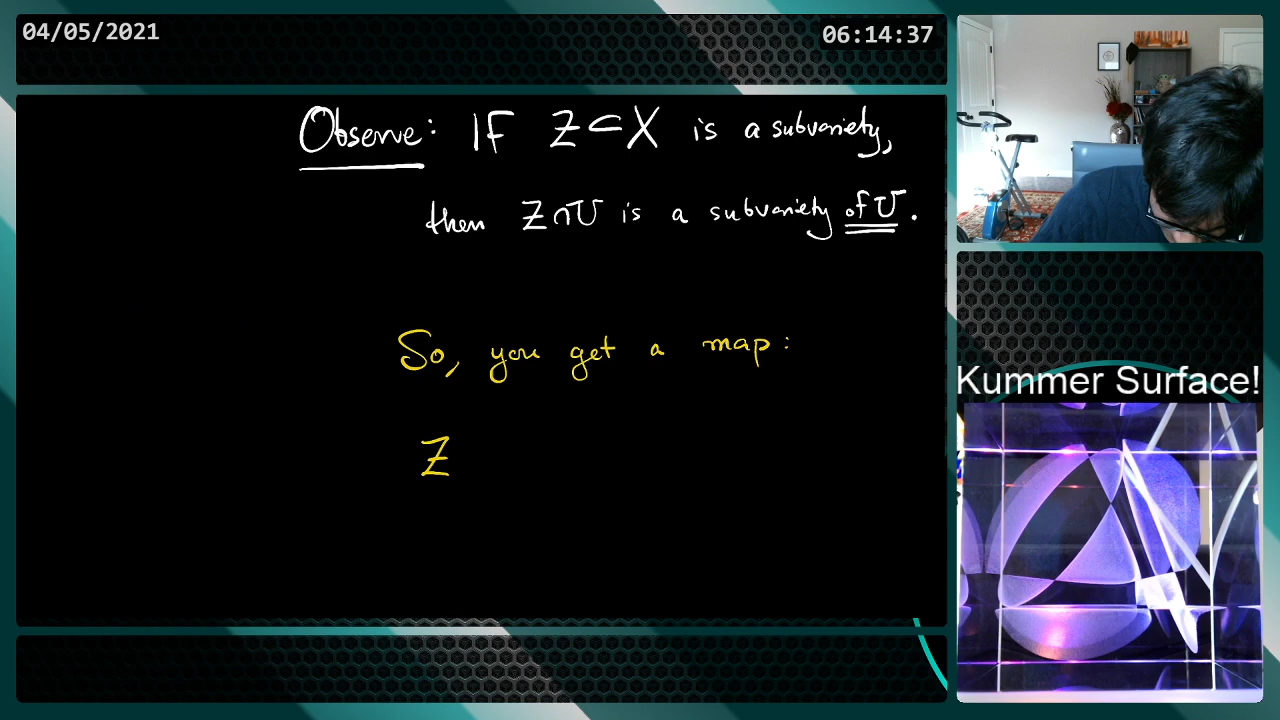 04/05/2021
06:14:37
Observe: IF Z ⊂ X is a subvariety,
then Z ∩ U is a subvariety of U.
So, you get a map:
Z
Kummer Surface!